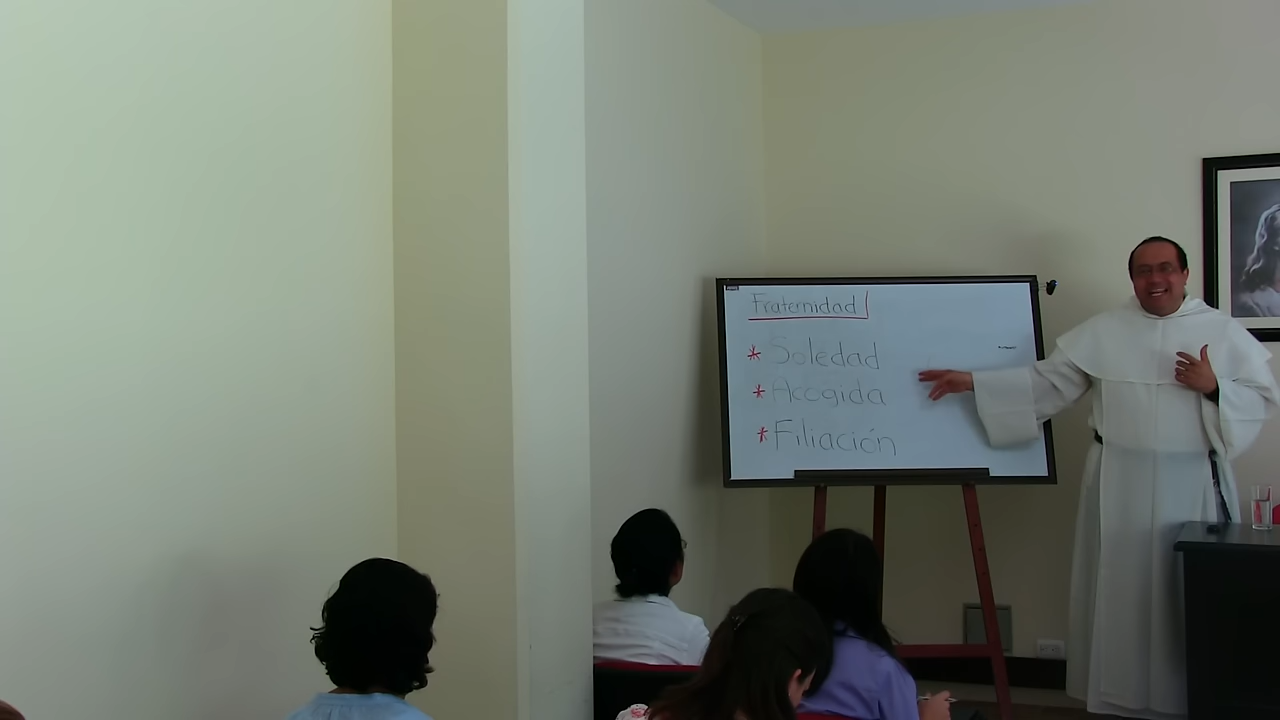 Fraternidad
* Soledad
* Acogida
* Filiación